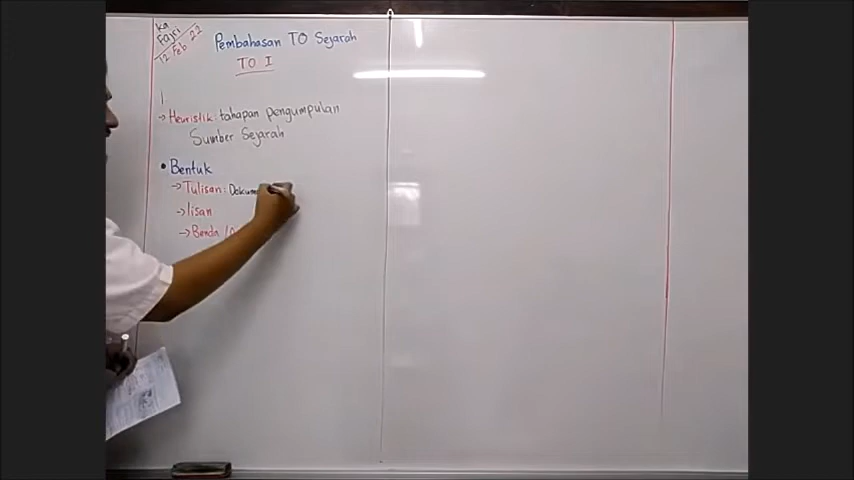 Ka
Fajri
12 Feb 22
Pembahasan TO Sejarah
TO I
1
→ Heuristik: tahapan pengumpulan
Sumber Sejarah
• Bentuk
→ Tulisan:
→ lisan
→ Benda /